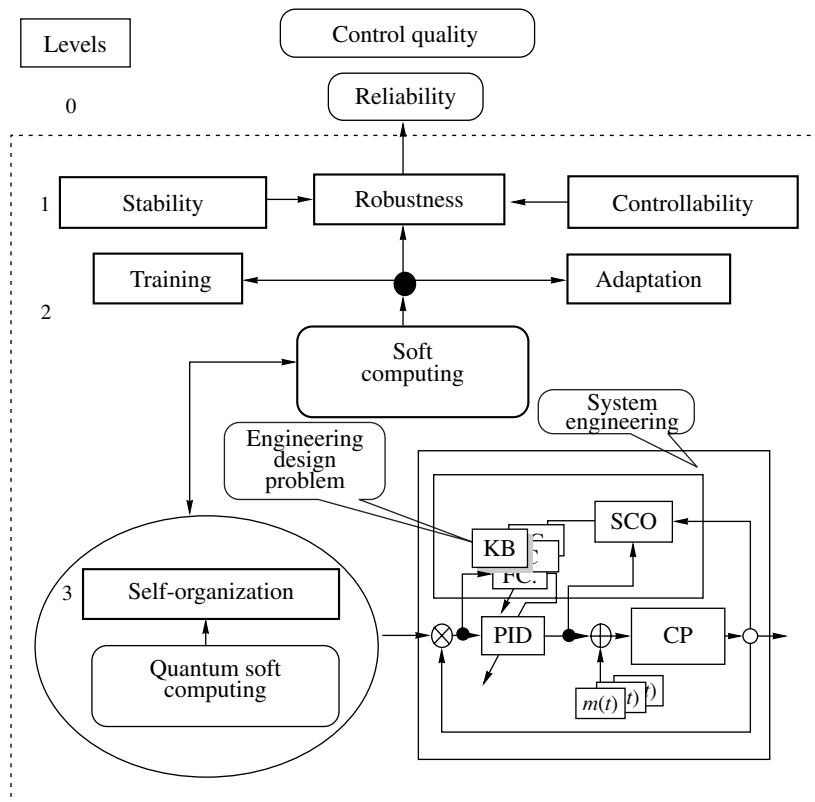 Control quality
Levels
Reliability
0
1
Stability
Robustness
Controllability
Training
Adaptation
2
Soft
computing
System
engineering
Engineering
design
problem
SCO
KB
C
C
FC.
3
Self-organization
PID
CP
Quantum soft
computing
m(t)
t)
t)